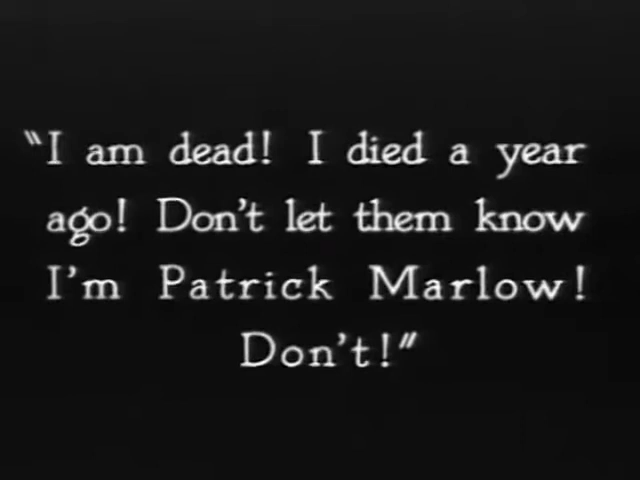 "I am dead! I died a year
ago! Don't let them know
I'm Patrick Marlow!
Don't!"